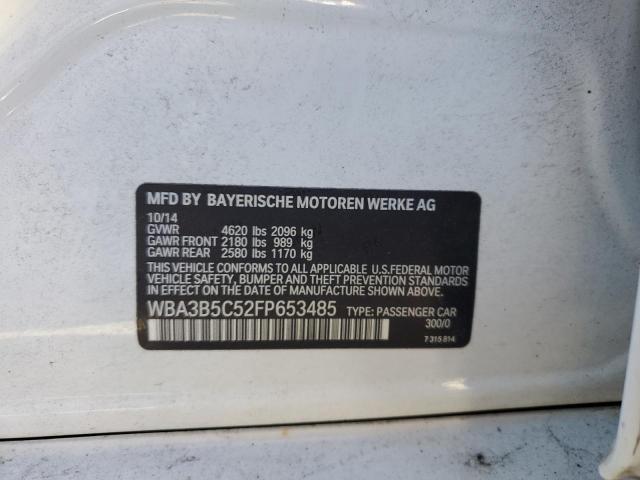 MFD BY BAYERISCHE MOTOREN WERKE AG
10/14
GVWR 4620 lbs 2096 kg
GAWR FRONT 2180 lbs 989 kg
GAWR REAR 2580 lbs 1170 kg
THIS VEHICLE CONFORMS TO ALL APPLICABLE U.S.FEDERAL MOTOR
VEHICLE SAFETY, BUMPER AND THEFT PREVENTION STANDARDS
IN EFFECT ON THE DATE OF MANUFACTURE SHOWN ABOVE.
WBA3B5C52FP653485 TYPE: PASSENGER CAR
300/0
7 315 814